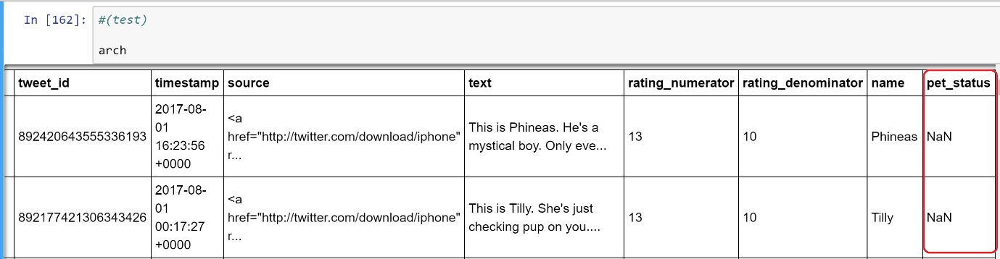 In [162]: #(test)
arch
tweet_id timestamp source text rating_numerator rating_denominator name pet_status
892420643555336193 2017-08-01 16:23:56 +0000 <a href="http://twitter.com/download/iphone" r... This is Phineas. He's a mystical boy. Only eve... 13 10 Phineas NaN
892177421306343426 2017-08-01 00:17:27 +0000 <a href="http://twitter.com/download/iphone" r... This is Tilly. She's just checking pup on you.... 13 10 Tilly NaN